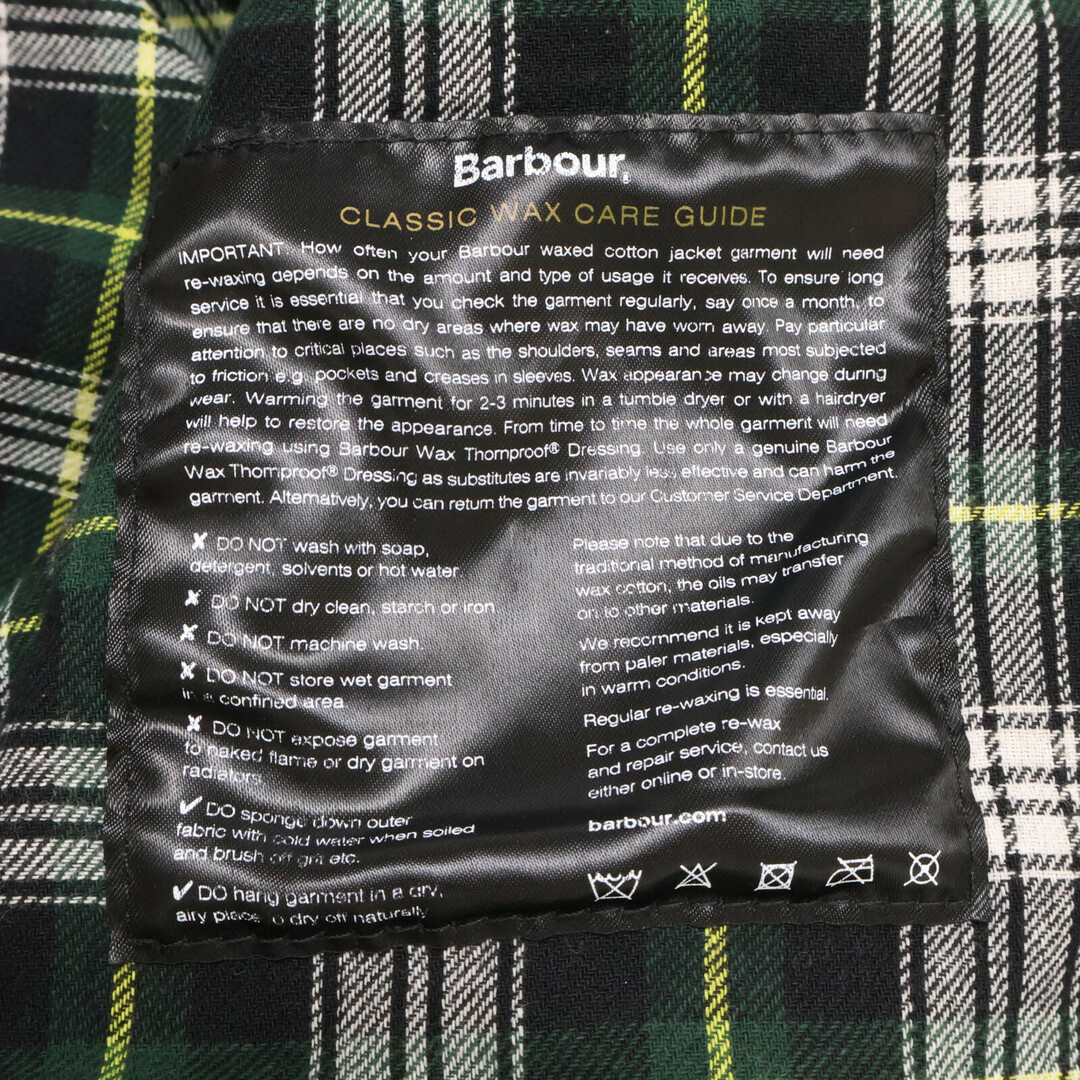 Barbour,
CLASSIC WAX CARE GUIDE
IMPORTANT How often your Barbour waxed cotton jacket garment will need
re-waxing depends on the amount and type of usage it receives. To ensure long
service it is essential that you check the garment regularly, say once a month, to
ensure that there are no dry areas where wax may have worn away. Pay particular
attention to critical places such as the shoulders, seams and areas most subjected
to friction e.g. pockets and creases in sleeves. Wax appearance may change during
wear. Warming the garment for 2-3 minutes in a tumble dryer or with a hairdryer
will help to restore the appearance. From time to time the whole garment will need
re-waxing using Barbour Wax Thornproof® Dressing. Use only a genuine Barbour
Wax Thornproof® Dressing as substitutes are invariably less effective and can harm the
garment. Alternatively, you can return the garment to our Customer Service Department.
✘ DO NOT wash with soap,
detergent, solvents or hot water
✘ DO NOT dry clean, starch or iron
✘ DO NOT machine wash.
✘ DO NOT store wet garment
in a confined area
✘ DO NOT expose garment
to naked flame or dry garment on
radiators
✔ DO sponge down outer
fabric with cold water when soiled
and brush off grit etc.
✔ DO hang garment in a dry,
airy place to dry off naturally
Please note that due to the
traditional method of manufacturing
wax cotton, the oils may transfer
on to other materials.
We recommend it is kept away
from paler materials, especially
in warm conditions.
Regular re-waxing is essential.
For a complete re-wax
and repair service, contact us
either online or in-store.
barbour.com